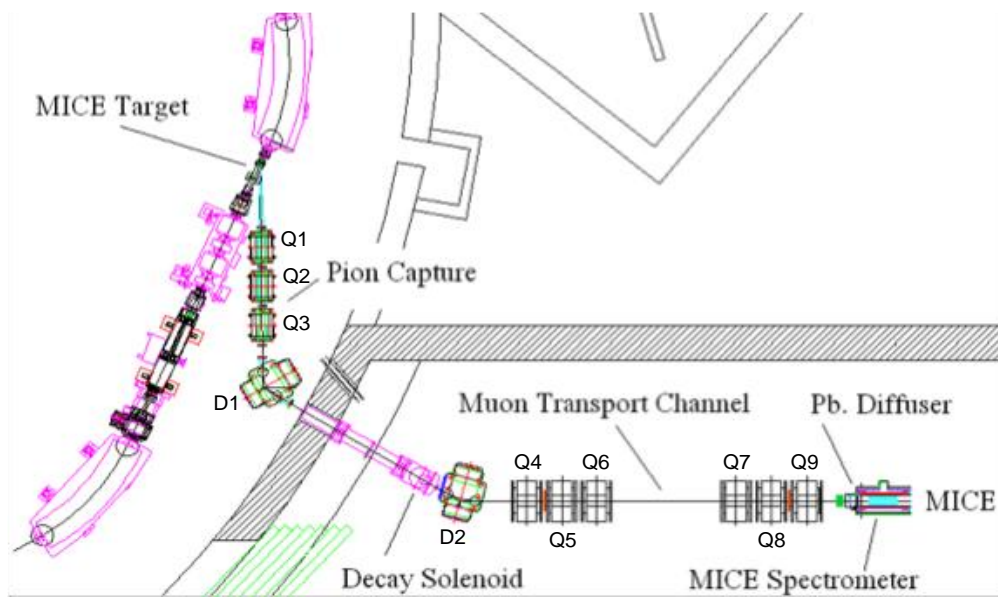 MICE Target
Q1
Q2
Pion Capture
Q3
D1
Muon Transport Channel
Pb. Diffuser
Q4
Q6
Q7
Q9
MICE
D2
Q5
Q8
Decay Solenoid
MICE Spectrometer